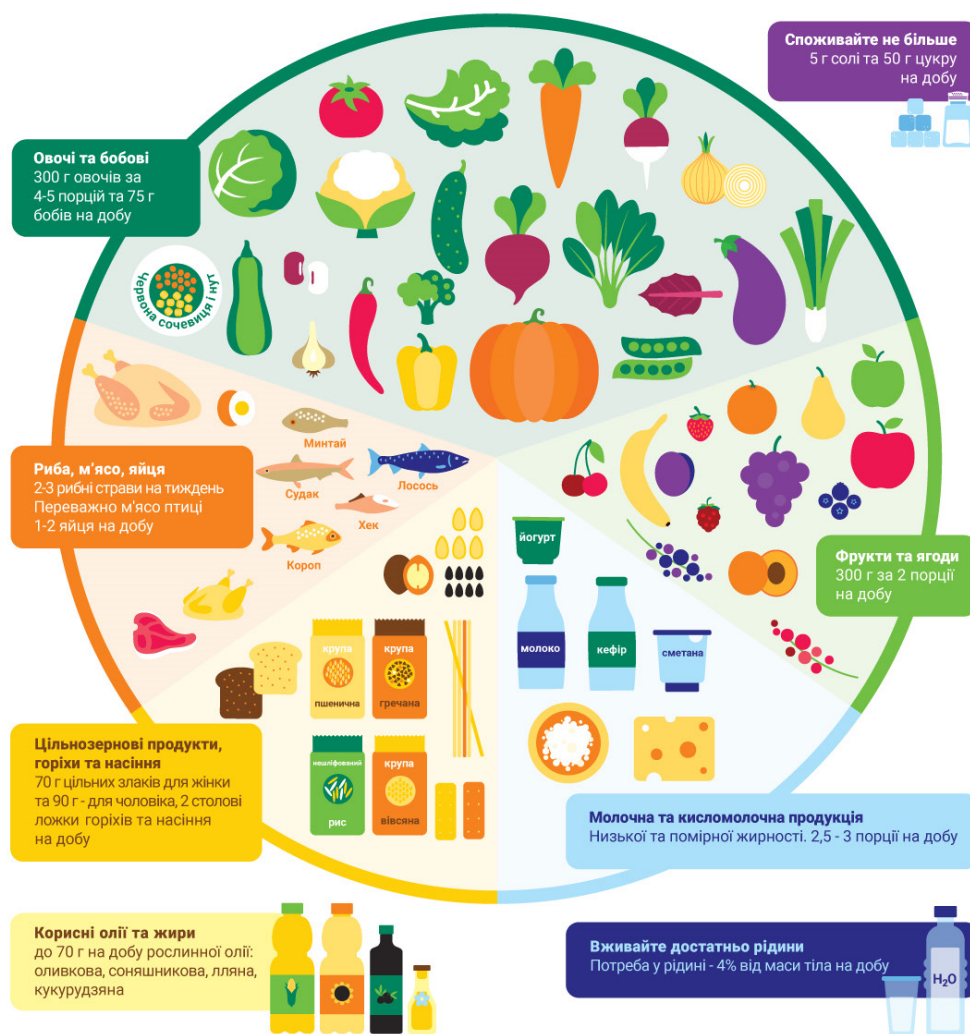 Споживайте не більше
5 г солі та 50 г цукру
на добу
Овочі та бобові
300 г овочів за
4-5 порцій та 75 г
бобів на добу
Червона сочевиця і нут
Риба, м'ясо, яйця
2-3 рибні страви на тиждень
Переважно м'ясо птиці
1-2 яйця на добу
Минтай
Судак
Лосось
Хек
Короп
Фрукти та ягоди
300 г за 2 порції
на добу
йогурт
молоко
кефір
сметана
крупа
пшенична
крупа
гречана
нешліфований
рис
крупа
вівсяна
Цільнозернові продукти,
горіхи та насіння
70 г цільних злаків для жінки
та 90 г - для чоловіка, 2 столові
ложки горіхів та насіння
на добу
Молочна та кисломолочна продукція
Низької та помірної жирності. 2,5 - 3 порції на добу
Корисні олії та жири
до 70 г на добу рослинної олії:
оливкова, соняшникова, лляна,
кукурудзяна
Вживайте достатньо рідини
Потреба у рідині - 4% від маси тіла на добу
H₂O